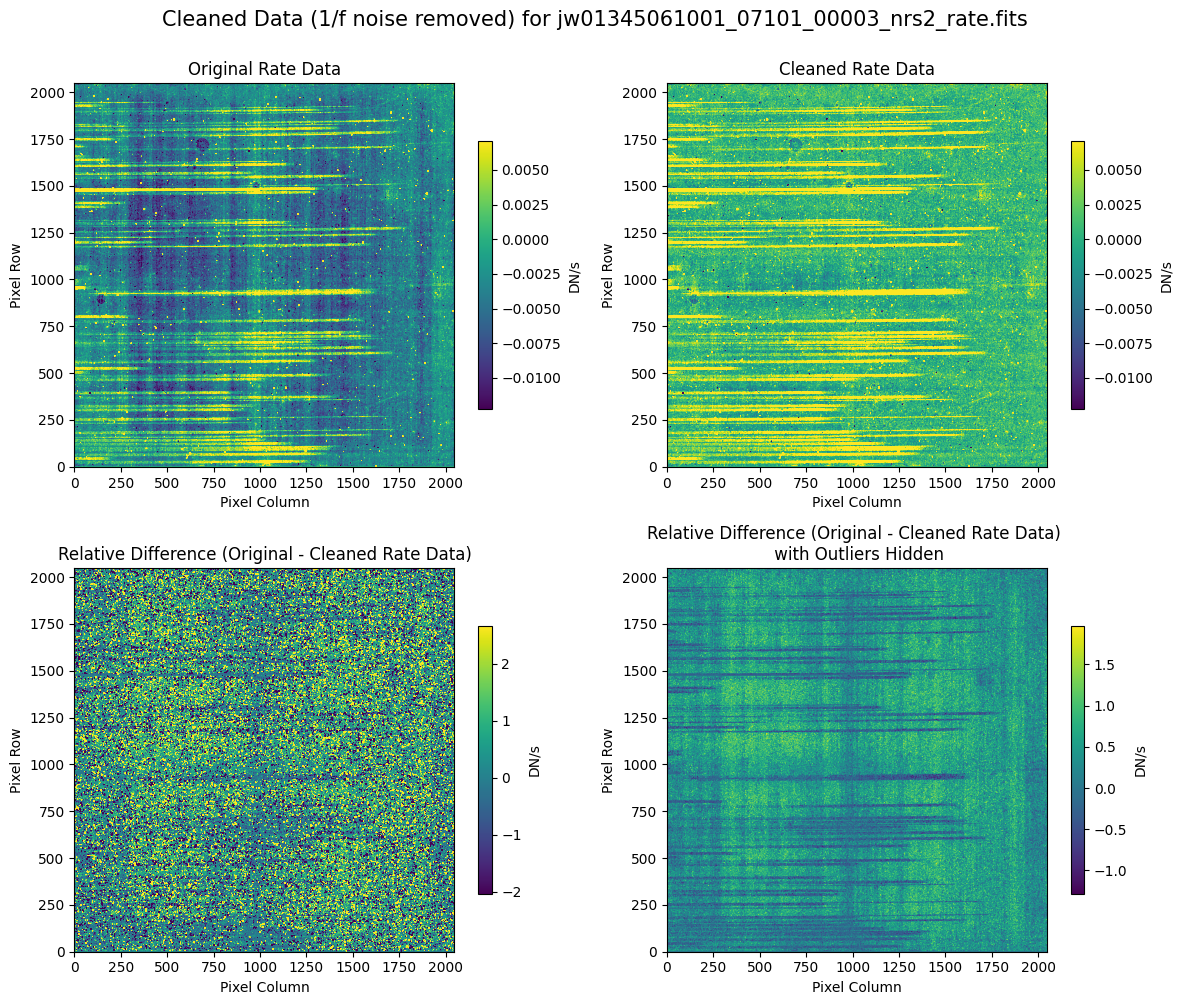 Cleaned Data (1/f noise removed) for jw01345061001_07101_00003_nrs2_rate.fits
Original Rate Data
2000
1750
1500
1250
1000
750
500
250
0
Pixel Row
0 250 500 750 1000 1250 1500 1750 2000
Pixel Column
0.0050
0.0025
0.0000
−0.0025
−0.0050
−0.0075
−0.0100
DN/s
Cleaned Rate Data
2000
1750
1500
1250
1000
750
500
250
0
Pixel Row
0 250 500 750 1000 1250 1500 1750 2000
Pixel Column
0.0050
0.0025
0.0000
−0.0025
−0.0050
−0.0075
−0.0100
DN/s
Relative Difference (Original - Cleaned Rate Data)
2000
1750
1500
1250
1000
750
500
250
0
Pixel Row
0 250 500 750 1000 1250 1500 1750 2000
Pixel Column
2
1
0
−1
−2
DN/s
Relative Difference (Original - Cleaned Rate Data)
with Outliers Hidden
2000
1750
1500
1250
1000
750
500
250
0
Pixel Row
0 250 500 750 1000 1250 1500 1750 2000
Pixel Column
1.5
1.0
0.5
0.0
−0.5
−1.0
DN/s